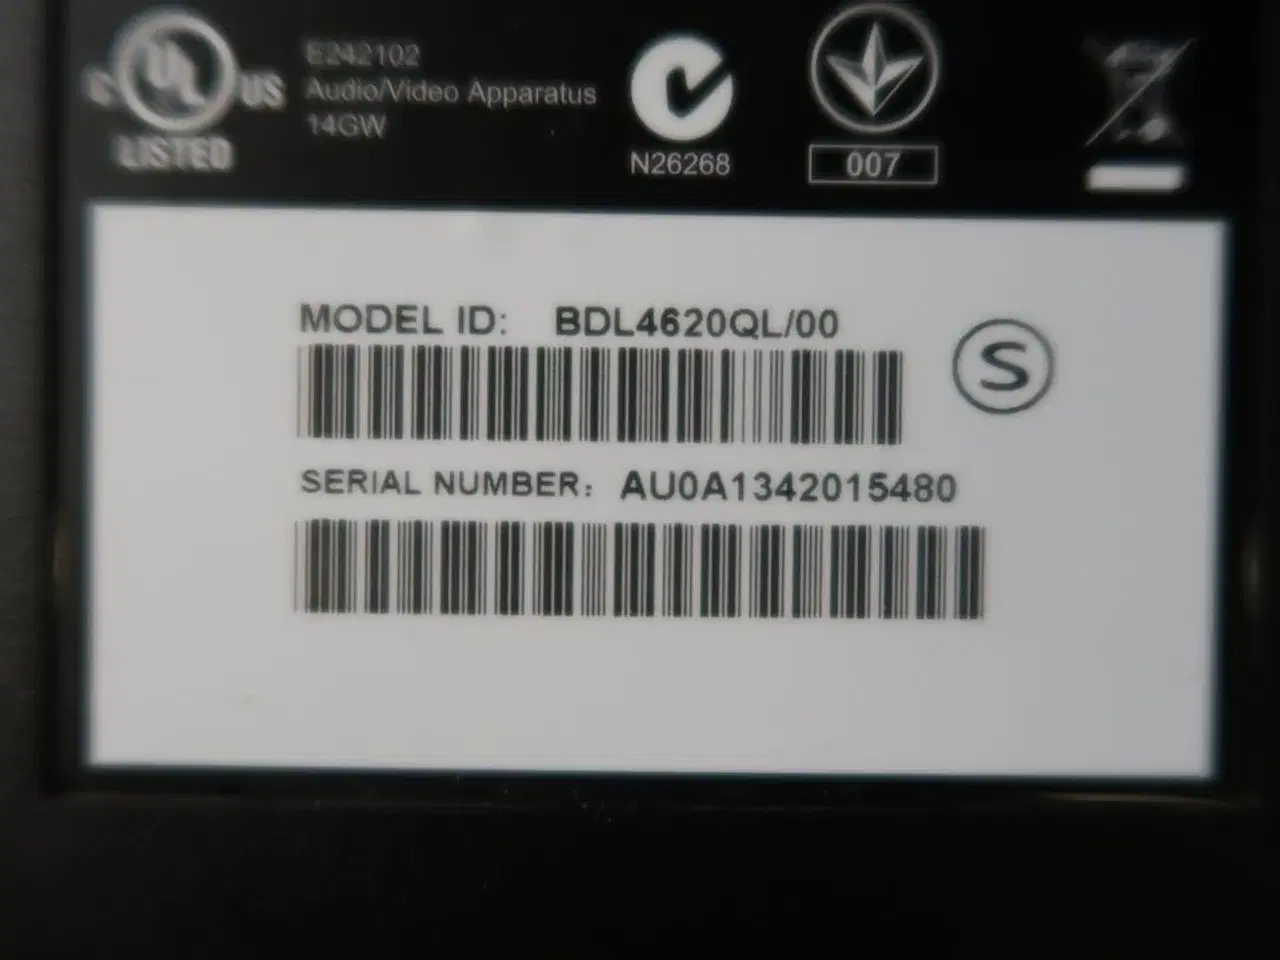 C UL US
LISTED
E242102
Audio/Video Apparatus
14GW
N26268
007
MODEL ID: BDL4620QL/00
S
SERIAL NUMBER: AU0A1342015480